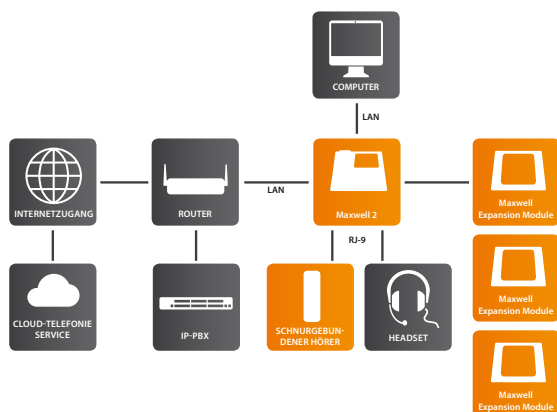 COMPUTER
LAN
INTERNETZUGANG
ROUTER
LAN
Maxwell 2
Maxwell
Expansion Module
RJ-9
CLOUD-TELEFONIE
SERVICE
IP-PBX
SCHNURGEBUN-
DENER HÖRER
HEADSET
Maxwell
Expansion Module
Maxwell
Expansion Module